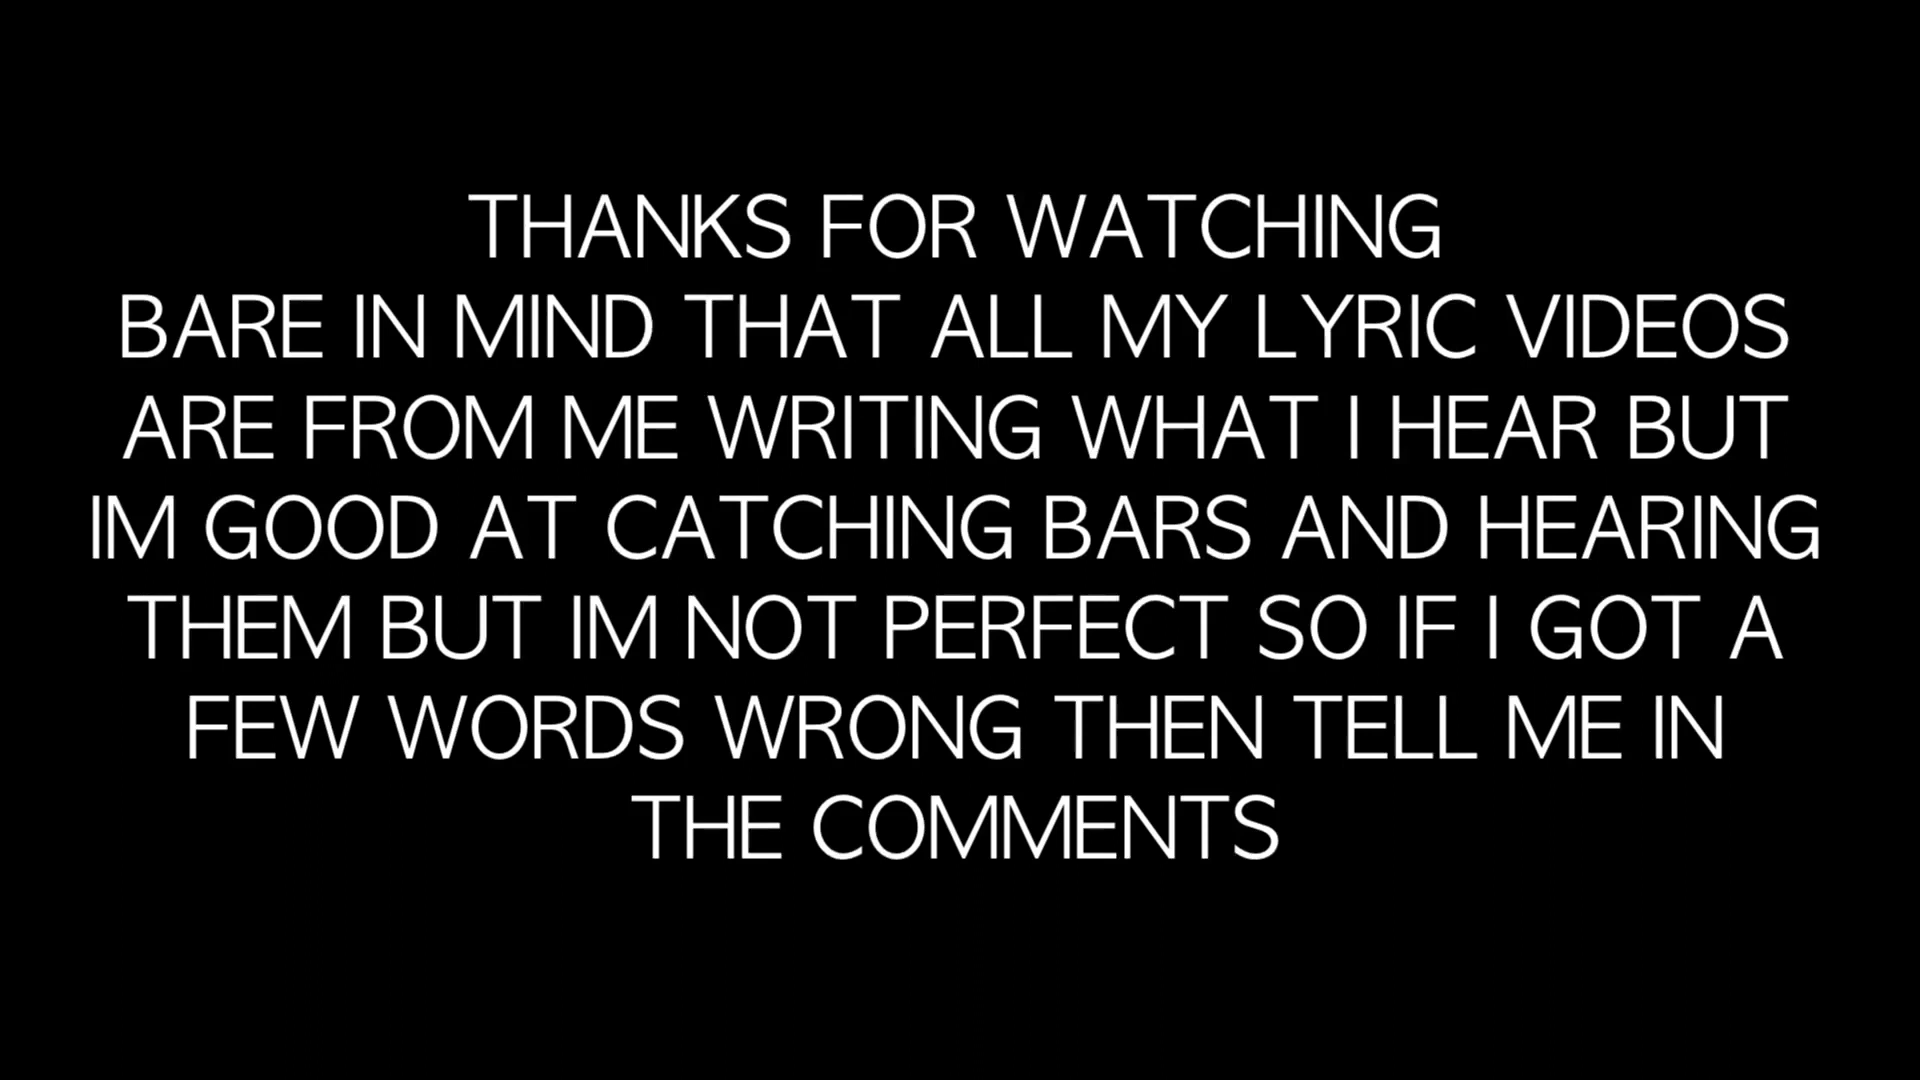 THANKS FOR WATCHING
BARE IN MIND THAT ALL MY LYRIC VIDEOS
ARE FROM ME WRITING WHAT I HEAR BUT
IM GOOD AT CATCHING BARS AND HEARING
THEM BUT IM NOT PERFECT SO IF I GOT A
FEW WORDS WRONG THEN TELL ME IN
THE COMMENTS